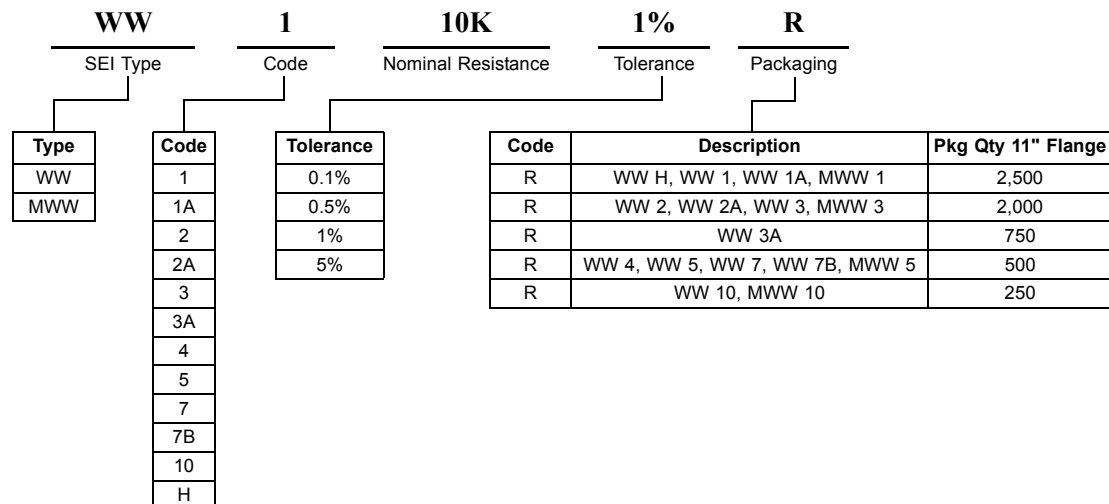 WW 1 10K 1% R
SEI Type Code Nominal Resistance Tolerance Packaging
Type
WW
MWW
Code
1
1A
2
2A
3
3A
4
5
7
7B
10
H
Tolerance
0.1%
0.5%
1%
5%
Code Description Pkg Qty 11" Flange
R WW H, WW 1, WW 1A, MWW 1 2,500
R WW 2, WW 2A, WW 3, MWW 3 2,000
R WW 3A 750
R WW 4, WW 5, WW 7, WW 7B, MWW 5 500
R WW 10, MWW 10 250